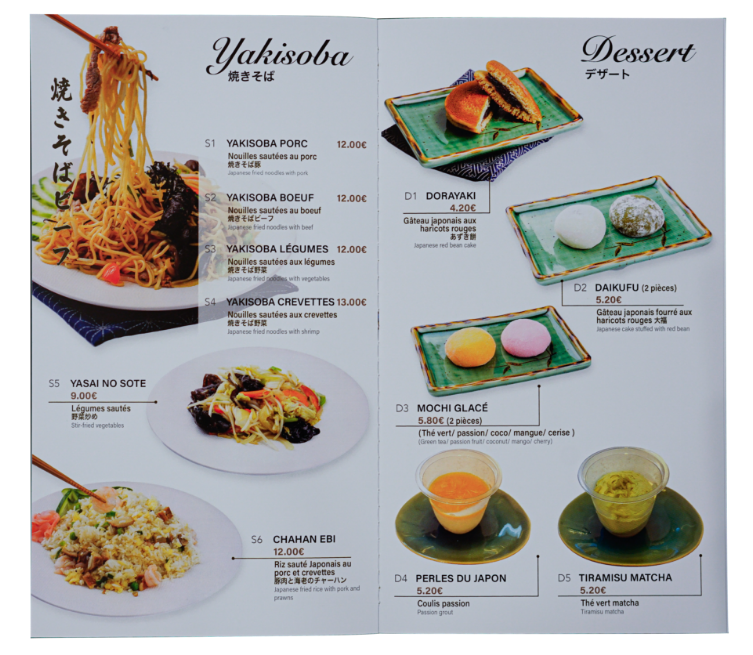 Yakisoba
焼きそば
焼きそばビーフ
S1 YAKISOBA PORC 12.00€
Nouilles sautées au porc
焼きそば豚
Japanese fried noodles with pork
S2 YAKISOBA BOEUF 12.00€
Nouilles sautées au boeuf
焼きそばビーフ
Japanese fried noodles with beef
S3 YAKISOBA LÉGUMES 12.00€
Nouilles sautées aux légumes
焼きそば野菜
Japanese fried noodles with vegetables
S4 YAKISOBA CREVETTES 13.00€
Nouilles sautées aux crevettes
焼きそば野菜
Japanese fried noodles with shrimp
S5 YASAI NO SOTE
9.00€
Légumes sautés
野菜炒め
Stir-fried vegetables
S6 CHAHAN EBI
12.00€
Riz sauté Japonais au
porc et crevettes
豚肉と海老のチャーハン
Japanese fried rice with pork and
prawns
Dessert
デザート
D1 DORAYAKI
4.20€
Gâteau japonais aux
haricots rouges
あずき餅
Japanese red bean cake
D2 DAIKUFU (2 pièces)
5.20€
Gâteau japonais fourré aux
haricots rouges 大福
Japanese cake stuffed with red bean
D3 MOCHI GLACÉ
5.80€ (2 pièces)
(Thé vert/ passion/ coco/ mangue/ cerise )
(Green tea/ passion fruit/ coconut/ mango/ cherry)
D4 PERLES DU JAPON
5.20€
Coulis passion
Passion grout
D5 TIRAMISU MATCHA
5.20€
Thé vert matcha
Tiramisu matcha